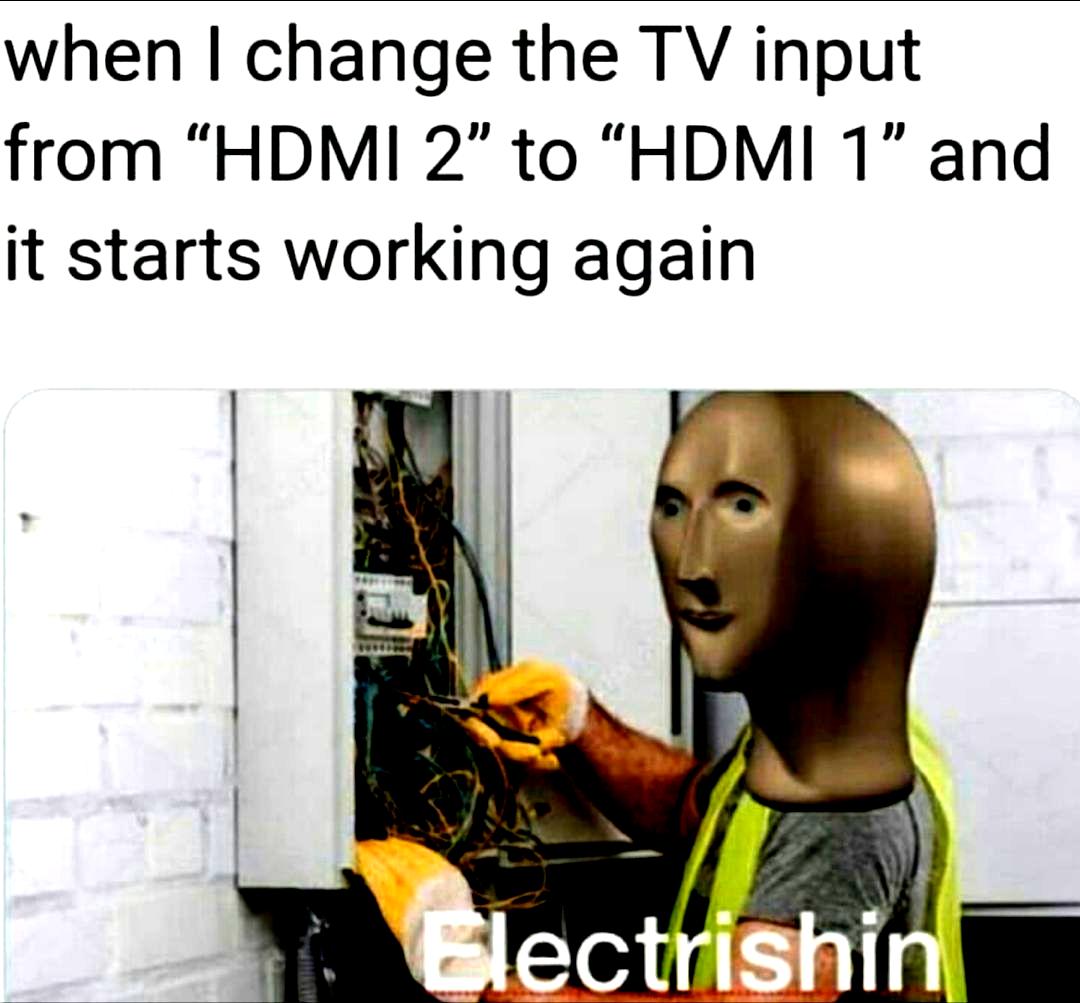 when I change the TV input
from “HDMI 2” to “HDMI 1” and
it starts working again
Electrishin